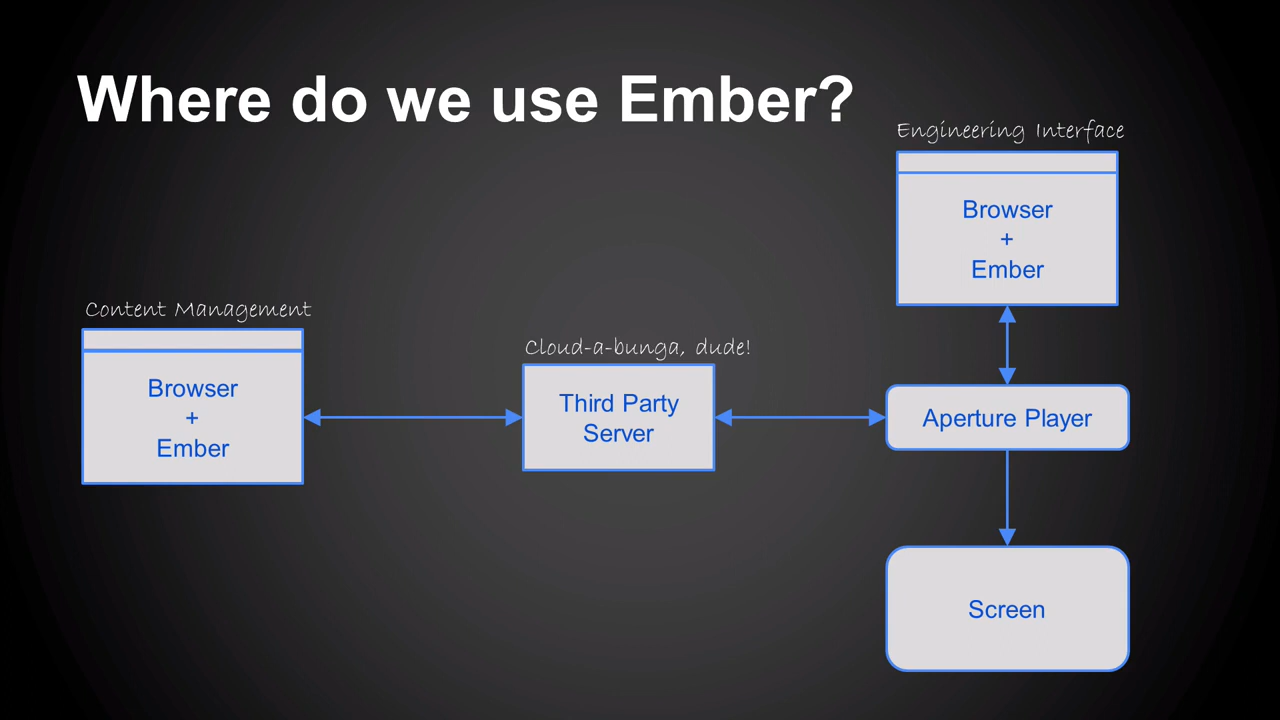 Where do we use Ember?
Engineering Interface
Browser
+
Ember
Content Management
Browser
+
Ember
Cloud-a-bunga, dude!
Third Party
Server
Aperture Player
Screen